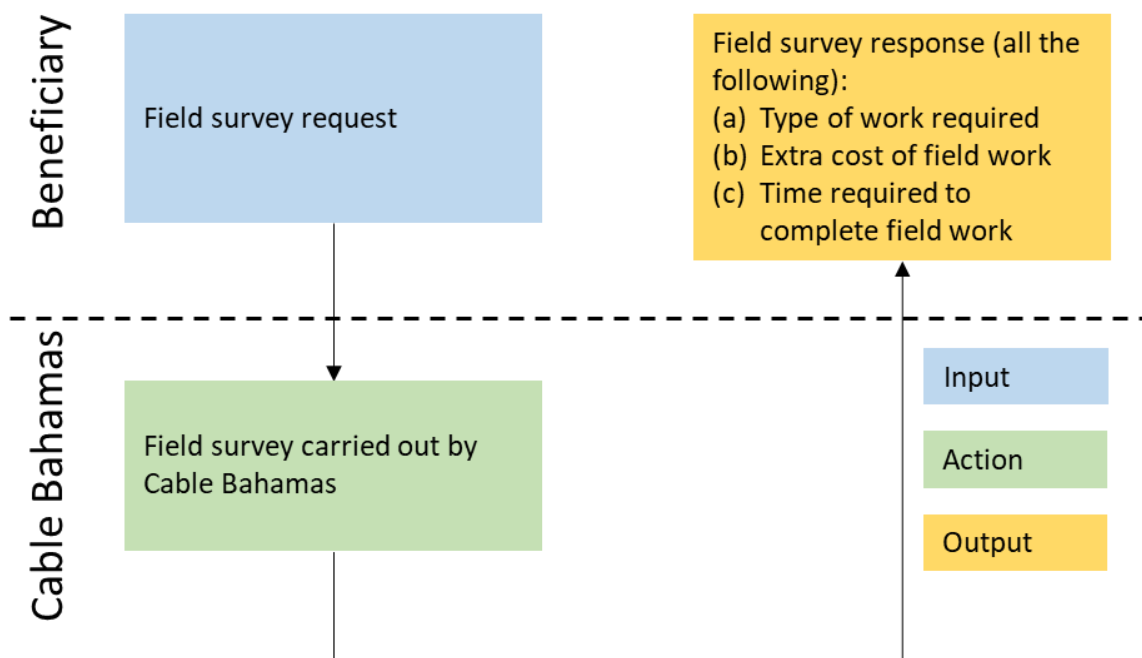 Beneficiary
Field survey request
Field survey response (all the
following):
(a) Type of work required
(b) Extra cost of field work
(c) Time required to
complete field work
Cable Bahamas
Field survey carried out by
Cable Bahamas
Input
Action
Output